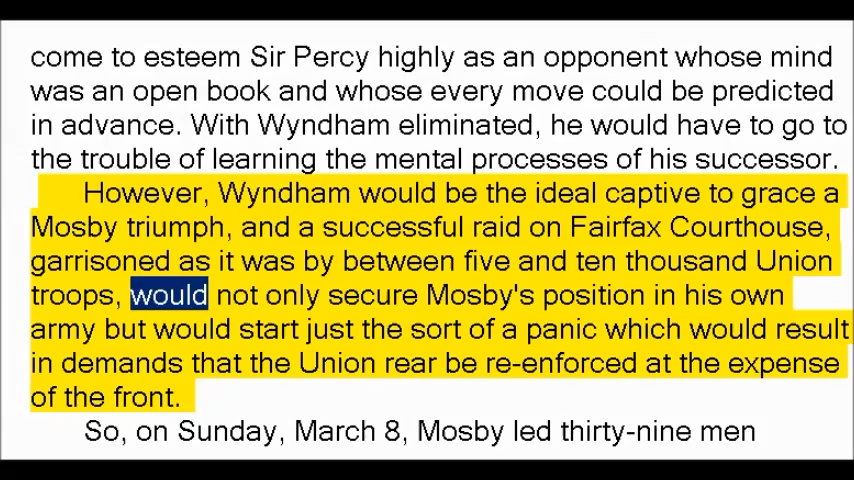 come to esteem Sir Percy highly as an opponent whose mind
was an open book and whose every move could be predicted
in advance. With Wyndham eliminated, he would have to go to
the trouble of learning the mental processes of his successor.
However, Wyndham would be the ideal captive to grace a
Mosby triumph, and a successful raid on Fairfax Courthouse,
garrisoned as it was by between five and ten thousand Union
troops, would not only secure Mosby's position in his own
army but would start just the sort of a panic which would result
in demands that the Union rear be re-enforced at the expense
of the front.
So, on Sunday, March 8, Mosby led thirty-nine men